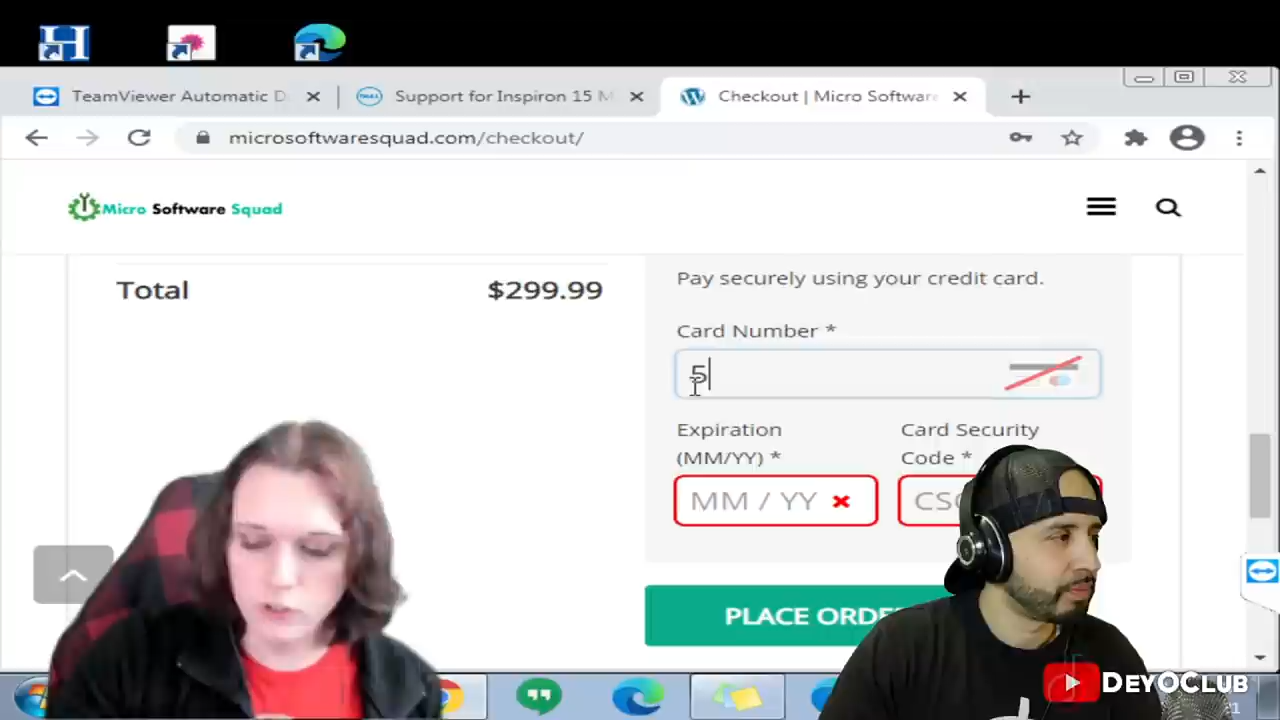 TeamViewer Automatic D
Support for Inspiron 15 M
Checkout | Micro Software
microsoftwaresquad.com/checkout/
Micro Software Squad
Total
$299.99
Pay securely using your credit card.
Card Number *
5
Expiration
(MM/YY) *
Card Security
Code *
MM / YY
CSC
PLACE ORDE
DEYOCLUB